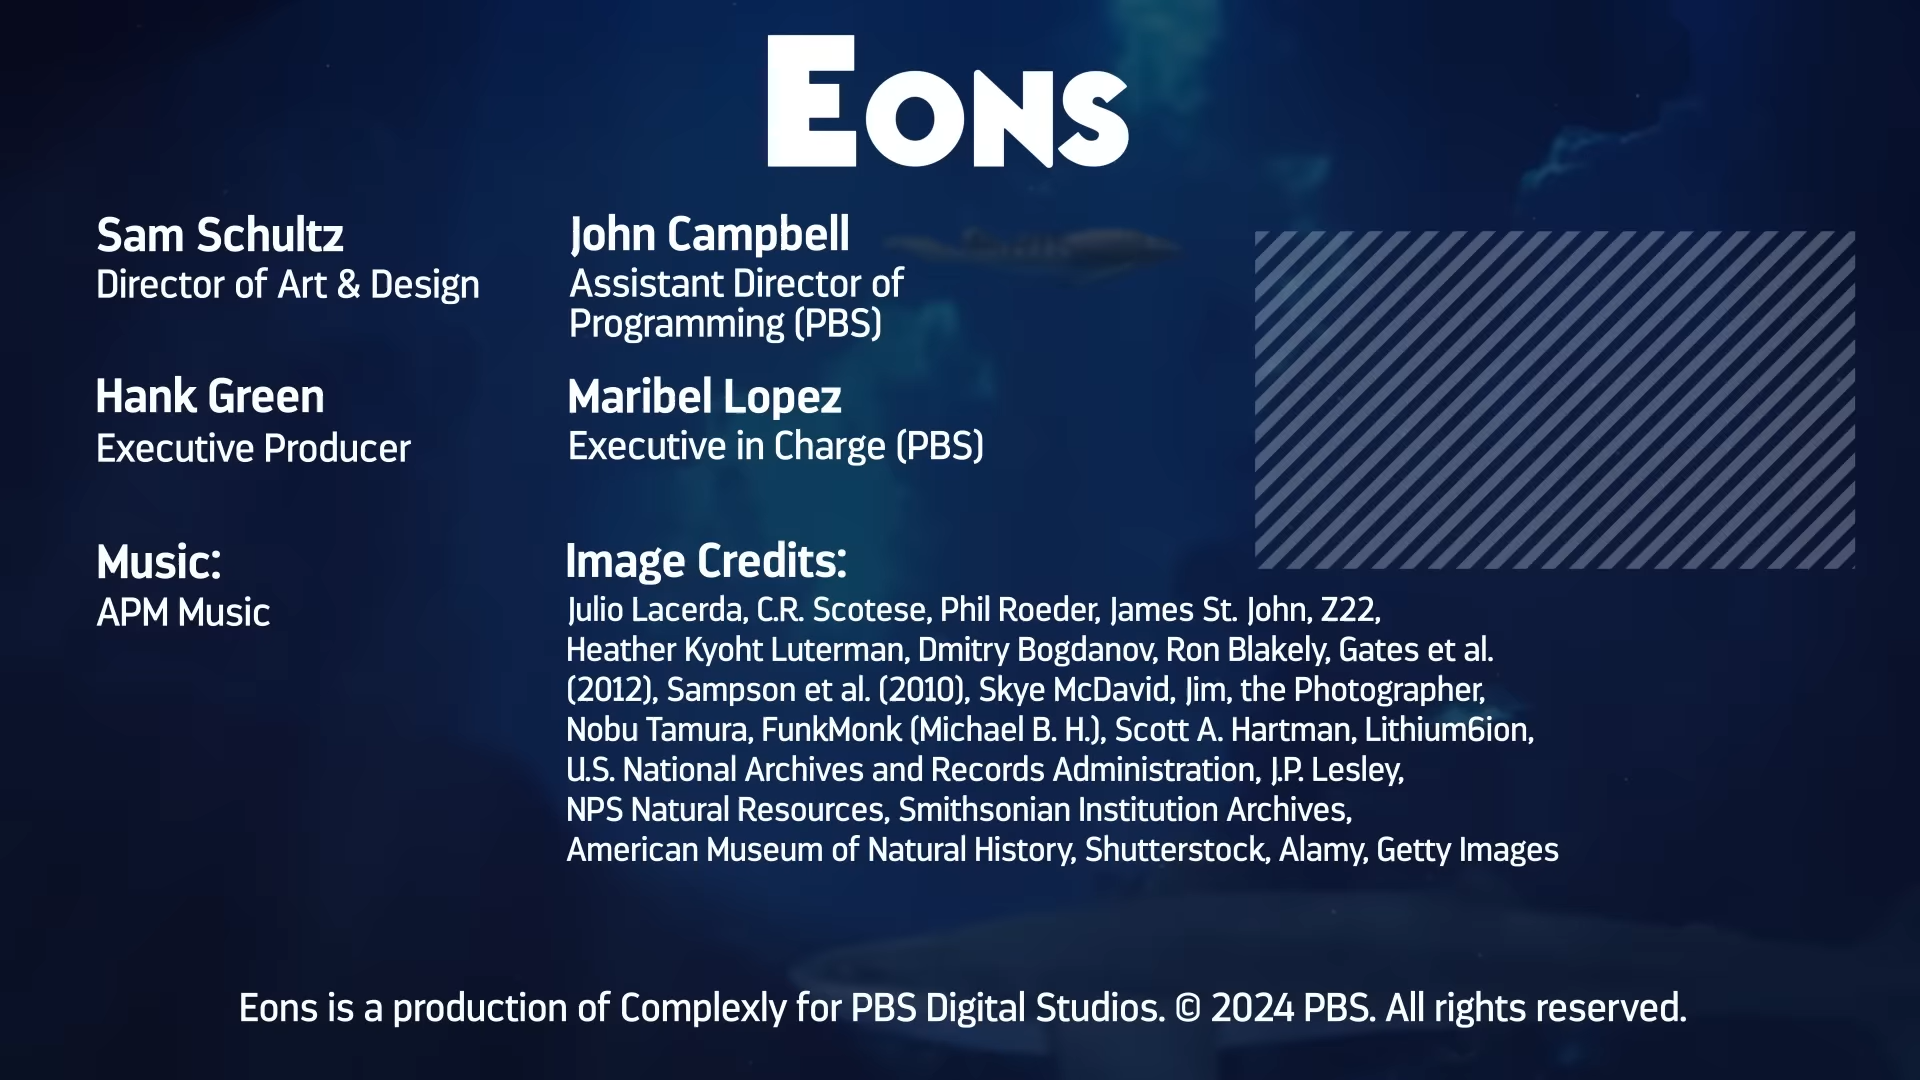 Eons
Sam Schultz
Director of Art & Design
John Campbell
Assistant Director of
Programming (PBS)
Hank Green
Executive Producer
Maribel Lopez
Executive in Charge (PBS)
Music:
APM Music
Image Credits:
Julio Lacerda, C.R. Scotese, Phil Roeder, James St. John, Z22,
Heather Kyoht Luterman, Dmitry Bogdanov, Ron Blakely, Gates et al.
(2012), Sampson et al. (2010), Skye McDavid, Jim, the Photographer,
Nobu Tamura, FunkMonk (Michael B. H.), Scott A. Hartman, Lithium6ion,
U.S. National Archives and Records Administration, J.P. Lesley,
NPS Natural Resources, Smithsonian Institution Archives,
American Museum of Natural History, Shutterstock, Alamy, Getty Images
Eons is a production of Complexly for PBS Digital Studios. © 2024 PBS. All rights reserved.